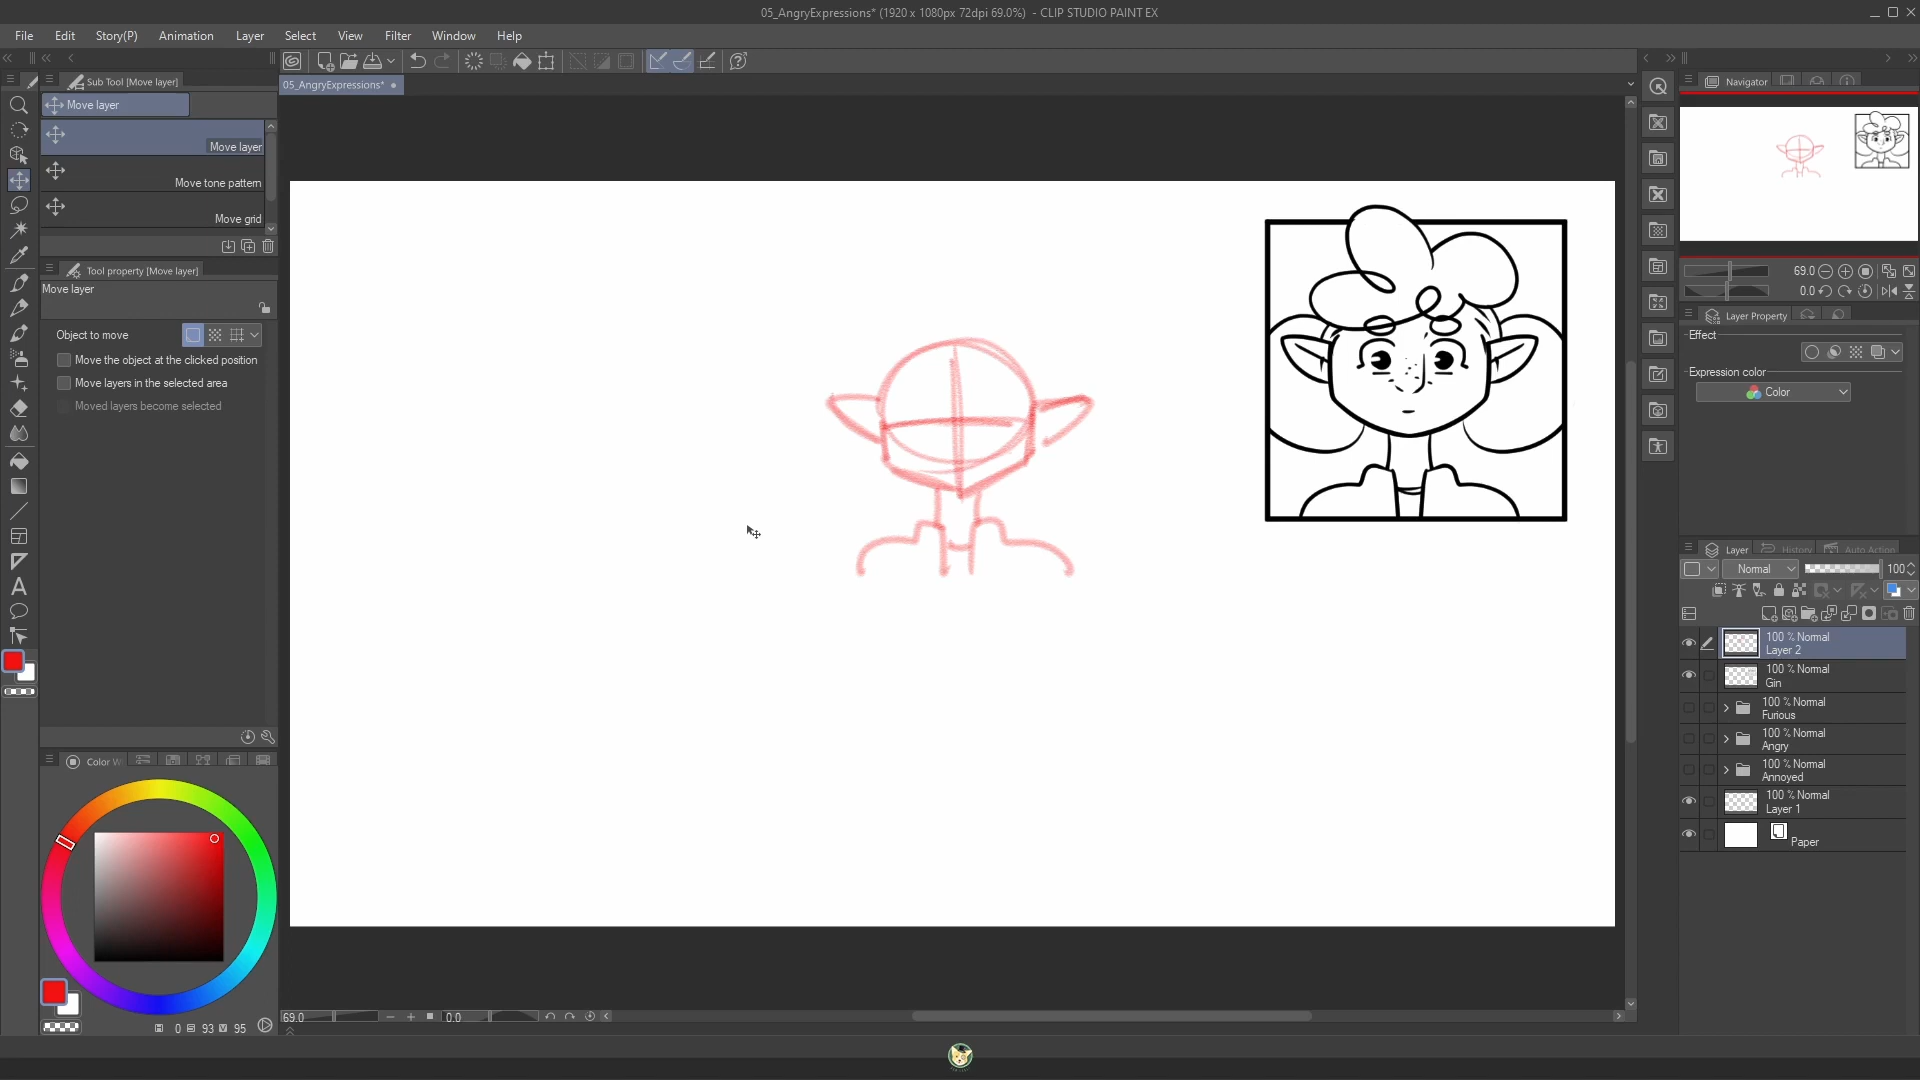 05_AngryExpressions* (1920 x 1080px 72dpi 69.0%) - CLIP STUDIO PAINT EX
File Edit Story(P) Animation Layer Select View Filter Window Help
Sub Tool [Move layer]
Move layer
Move layer
Move tone pattern
Move grid
Tool property [Move layer]
Move layer
Object to move
Move the object at the clicked position
Move layers in the selected area
Moved layers become selected
Color W
0 93 95
05_AngryExpressions*
69.0 0.0
Navigator
69.0
0.0
Layer Property
Effect
Expression color
Color
Layer History Auto Action
Normal 100
100 % Normal
Layer 2
100 % Normal
Gin
100 % Normal
Furious
100 % Normal
Angry
100 % Normal
Annoyed
100 % Normal
Layer 1
Paper